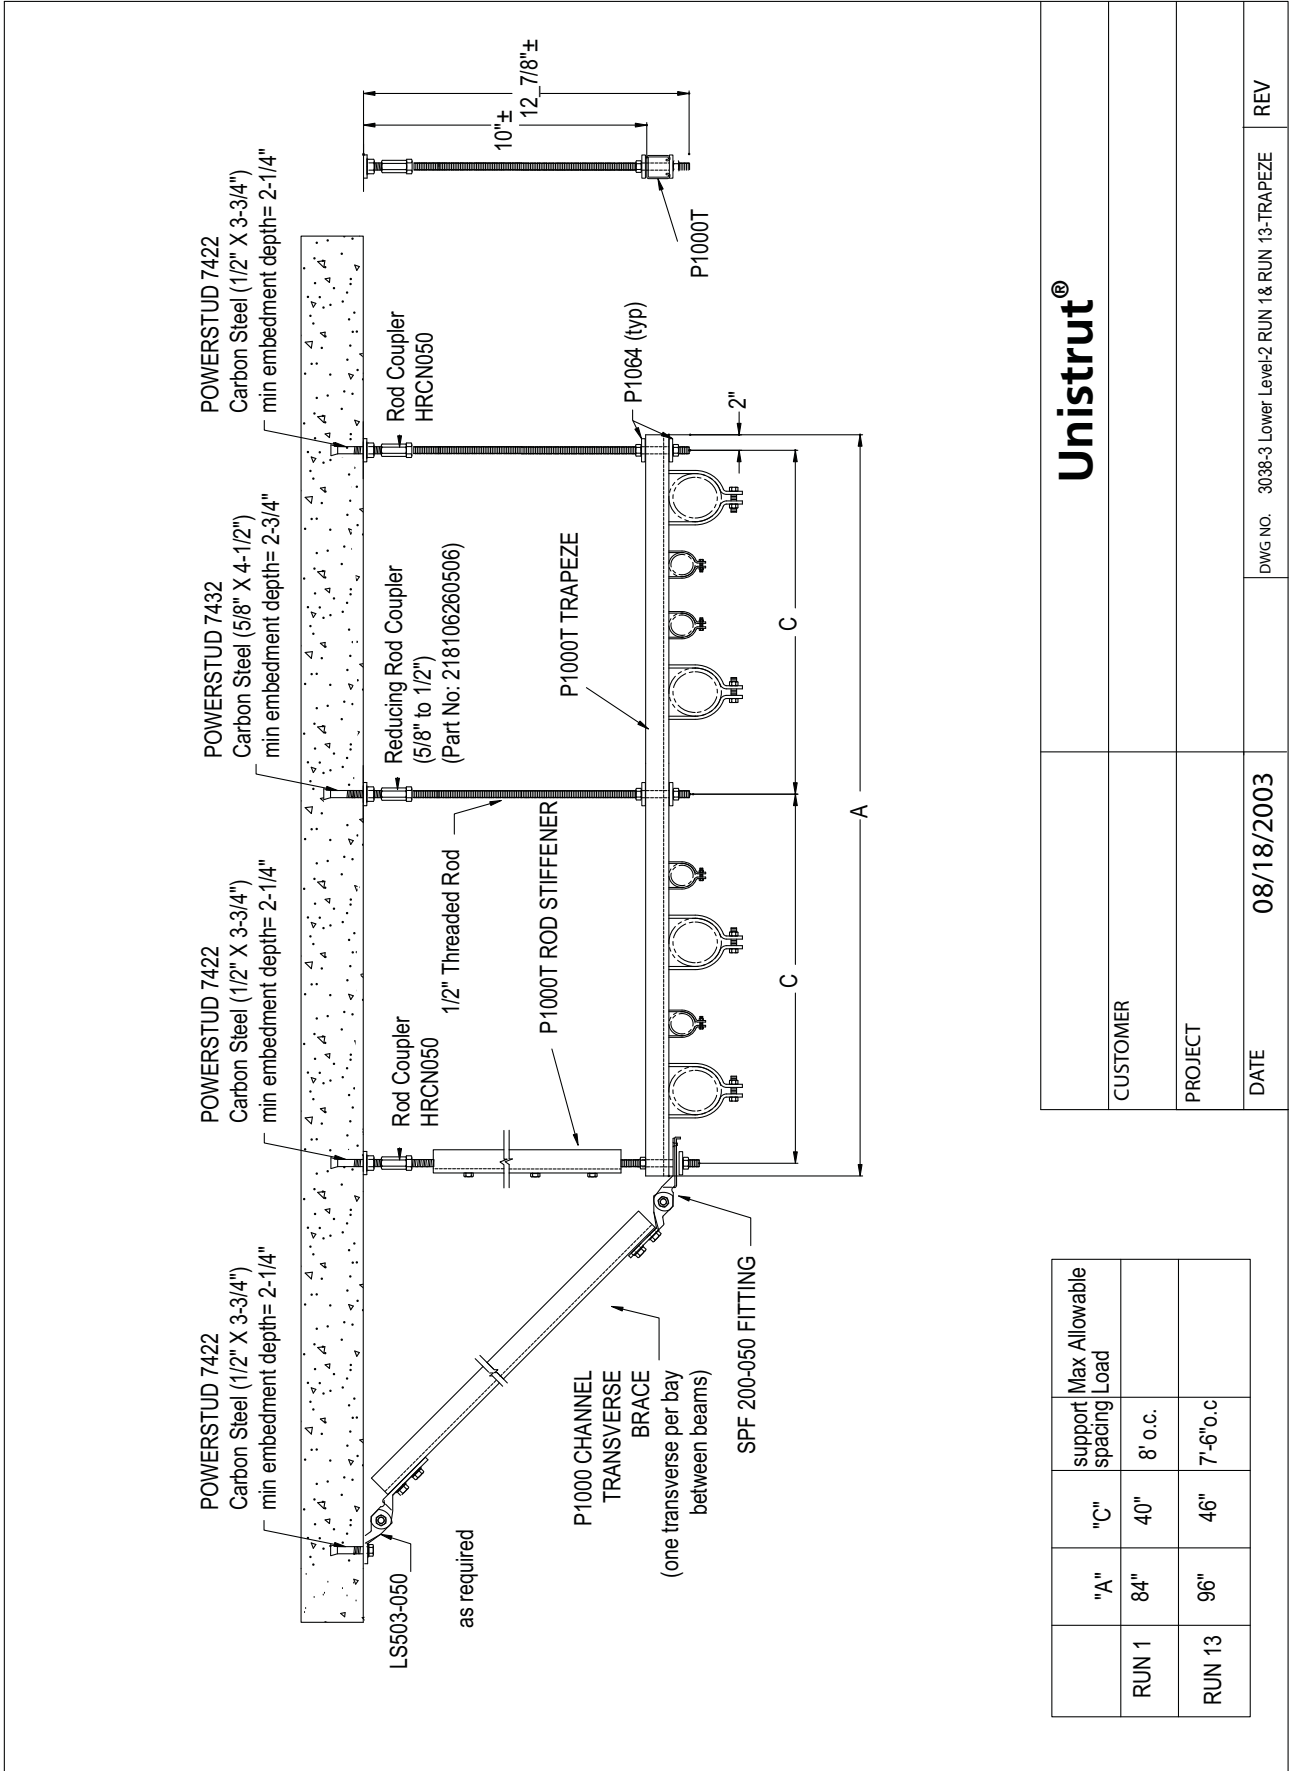 POWERSTUD 7422
Carbon Steel (1/2" X 3-3/4")
min embedment depth= 2-1/4"
POWERSTUD 7422
Carbon Steel (1/2" X 3-3/4")
min embedment depth= 2-1/4"
POWERSTUD 7432
Carbon Steel (5/8" X 4-1/2")
min embedment depth= 2-3/4"
POWERSTUD 7422
Carbon Steel (1/2" X 3-3/4")
min embedment depth= 2-1/4"
LS503-050
as required
Rod Coupler
HRCN050
1/2" Threaded Rod
Reducing Rod Coupler
(5/8" to 1/2")
(Part No: 218106260506)
Rod Coupler
HRCN050
10"±
12_7/8"±
P1000T ROD STIFFENER
P1000T TRAPEZE
P1064 (typ)
P1000T
P1000 CHANNEL
TRANSVERSE
BRACE
(one transverse per bay
between beams)
SPF 200-050 FITTING
2"
C
C
A
"A"
"C"
support
spacing
Max Allowable
Load
RUN 1
84"
40"
8' o.c.
RUN 13
96"
46"
7'-6"o.c
Unistrut®
CUSTOMER
PROJECT
DATE
08/18/2003
DWG NO.
3038-3 Lower Level-2 RUN 1& RUN 13-TRAPEZE
REV